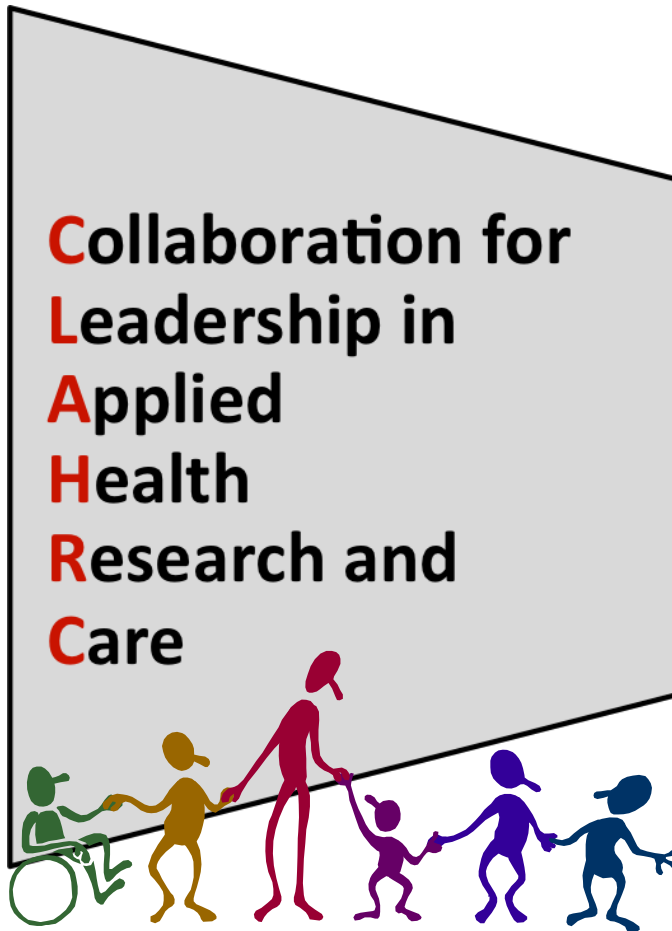 Collaboration for
Leadership in
Applied
Health
Research and
Care